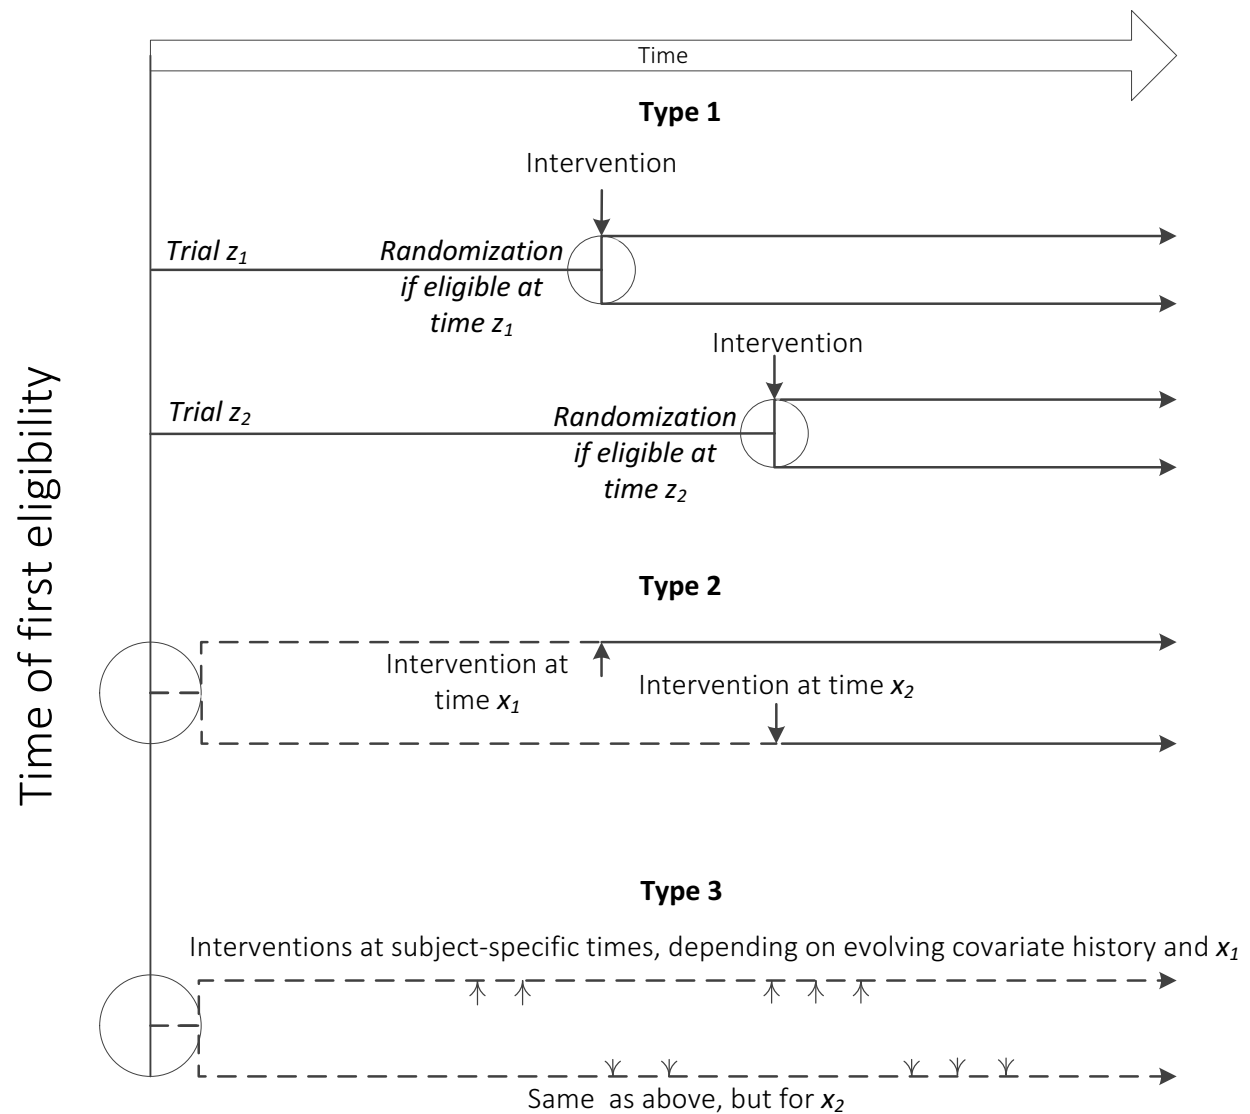 Time
Type 1
Intervention
Trial z1
Randomization
if eligible at
time z1
Intervention
Trial z2
Randomization
if eligible at
time z2
Time of first eligibility
Type 2
Intervention at
time x1
Intervention at time x2
Type 3
Interventions at subject-specific times, depending on evolving covariate history and x1
Same as above, but for x2